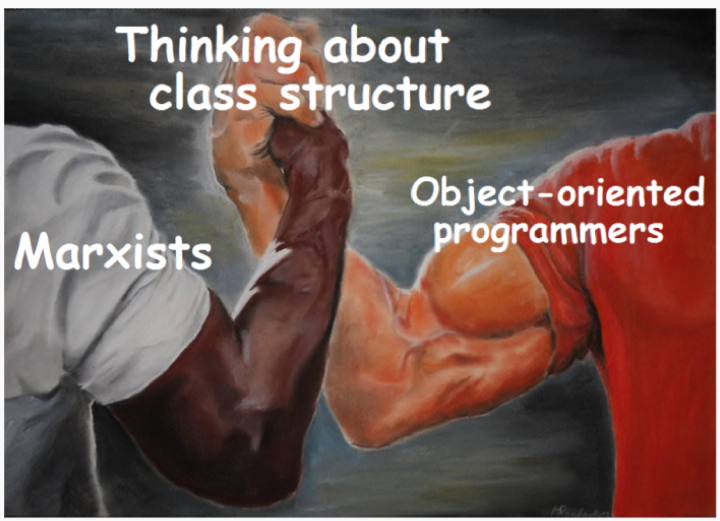 Thinking about
class structure
Object-oriented
programmers
Marxists